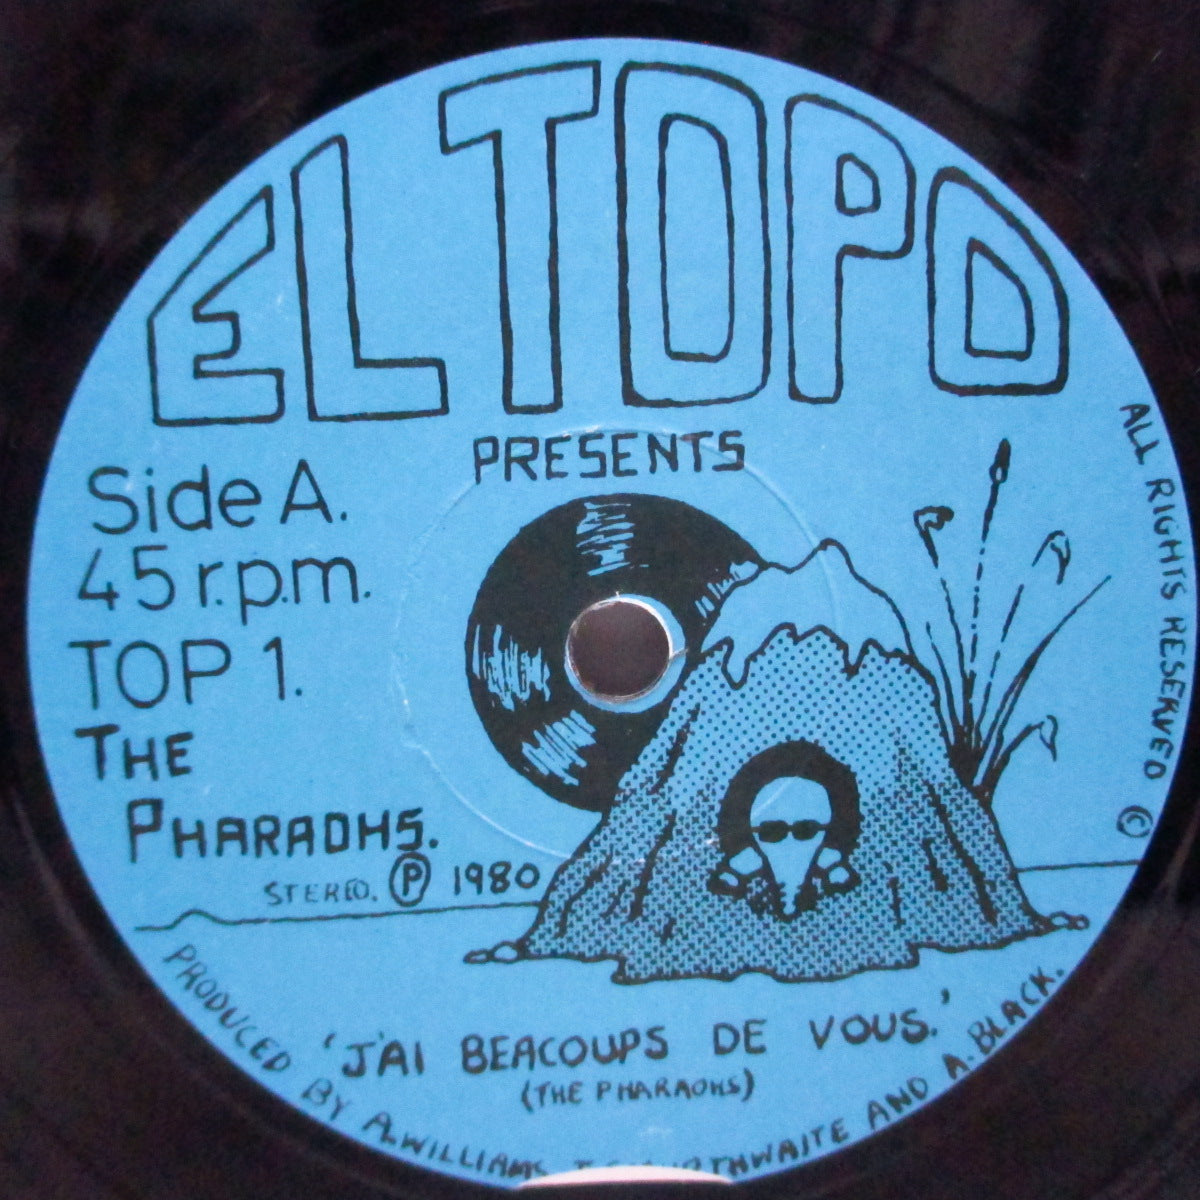 EL TOPO
PRESENTS
Side A.
45 r.p.m.
TOP 1.
THE
PHARAOHS.
STEREO. Ⓟ 1980
ALL RIGHTS RESERVED ©
'J'AI BEACOUPS DE VOUS.'
(THE PHARAOHS)
PRODUCED BY A. WILLIAMS AND A. BLACK.